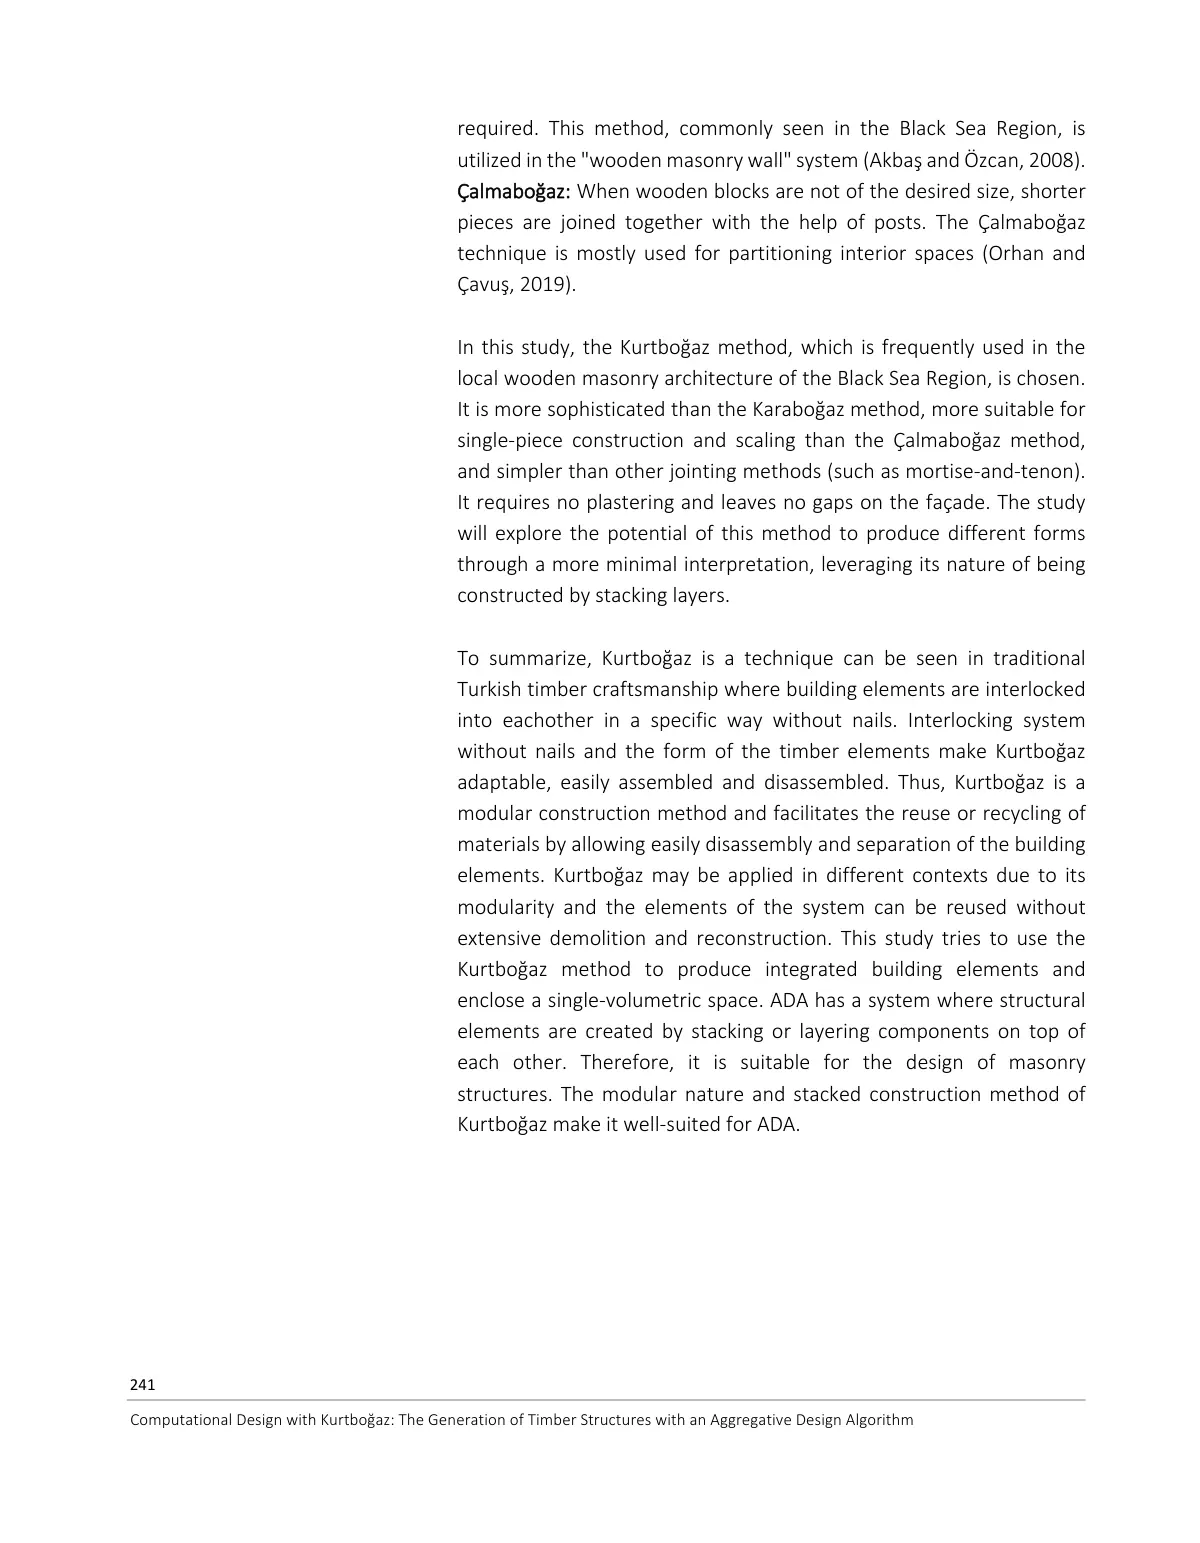 required. This method, commonly seen in the Black Sea Region, is
utilized in the "wooden masonry wall" system (Akbaş and Özcan, 2008).
Çalmaboğaz: When wooden blocks are not of the desired size, shorter
pieces are joined together with the help of posts. The Çalmaboğaz
technique is mostly used for partitioning interior spaces (Orhan and
Çavuş, 2019).
In this study, the Kurtboğaz method, which is frequently used in the
local wooden masonry architecture of the Black Sea Region, is chosen.
It is more sophisticated than the Karaboğaz method, more suitable for
single-piece construction and scaling than the Çalmaboğaz method,
and simpler than other jointing methods (such as mortise-and-tenon).
It requires no plastering and leaves no gaps on the façade. The study
will explore the potential of this method to produce different forms
through a more minimal interpretation, leveraging its nature of being
constructed by stacking layers.
To summarize, Kurtboğaz is a technique can be seen in traditional
Turkish timber craftsmanship where building elements are interlocked
into eachother in a specific way without nails. Interlocking system
without nails and the form of the timber elements make Kurtboğaz
adaptable, easily assembled and disassembled. Thus, Kurtboğaz is a
modular construction method and facilitates the reuse or recycling of
materials by allowing easily disassembly and separation of the building
elements. Kurtboğaz may be applied in different contexts due to its
modularity and the elements of the system can be reused without
extensive demolition and reconstruction. This study tries to use the
Kurtboğaz method to produce integrated building elements and
enclose a single-volumetric space. ADA has a system where structural
elements are created by stacking or layering components on top of
each other. Therefore, it is suitable for the design of masonry
structures. The modular nature and stacked construction method of
Kurtboğaz make it well-suited for ADA.
241
Computational Design with Kurtboğaz: The Generation of Timber Structures with an Aggregative Design Algorithm